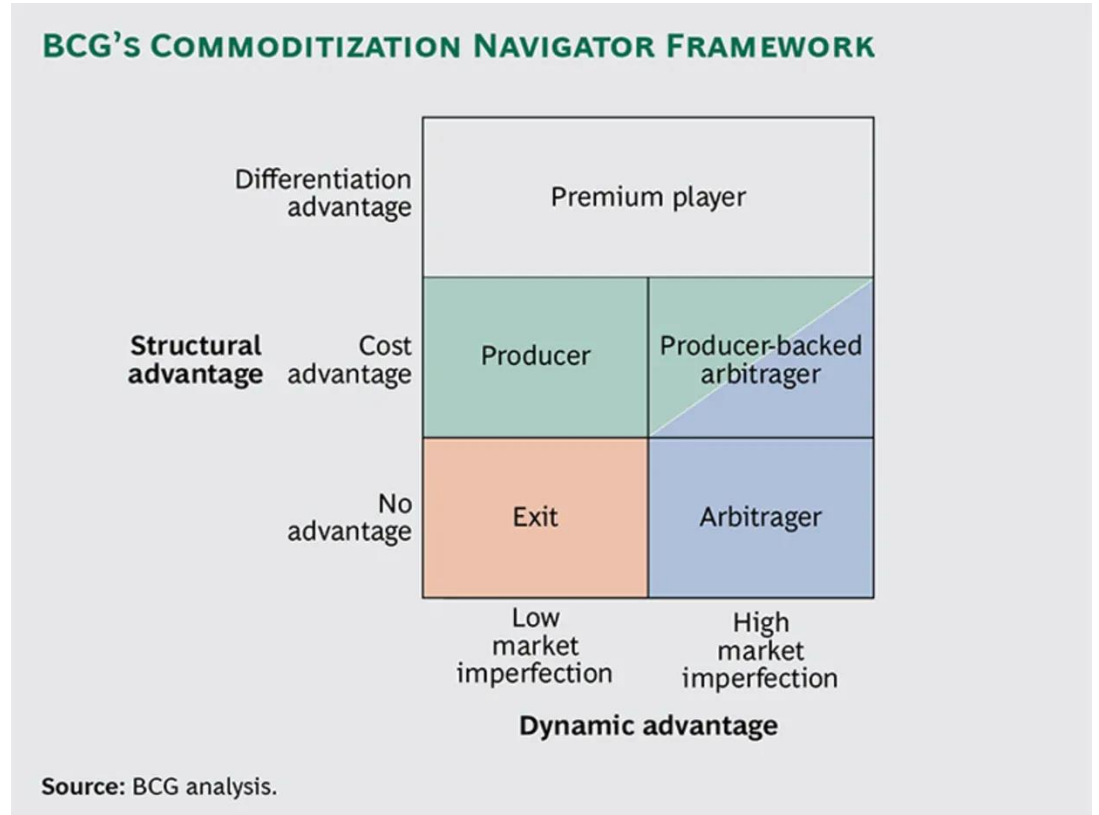 BCG's Commoditization Navigator Framework
Differentiation
advantage
Premium player
Structural
advantage
Cost
advantage
Producer
Producer-backed
arbitrager
No
advantage
Exit
Arbitrager
Low
market
imperfection
High
market
imperfection
Dynamic advantage
Source: BCG analysis.